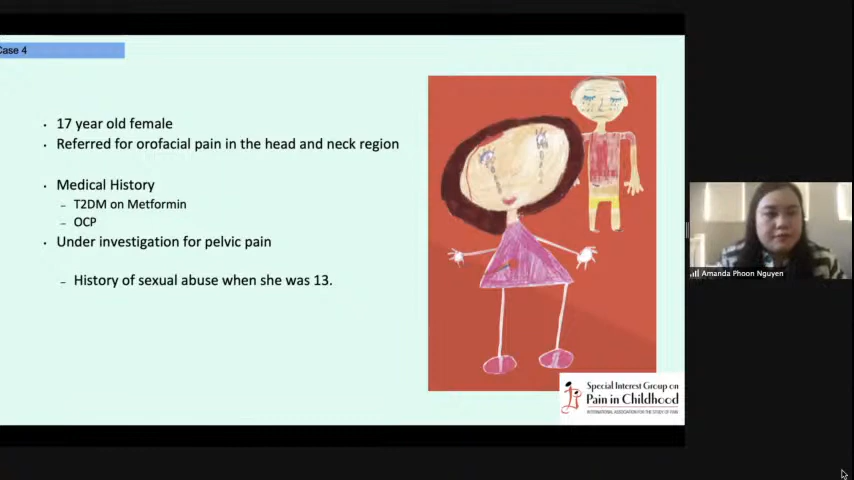 Case 4
17 year old female
Referred for orofacial pain in the head and neck region
Medical History
T2DM on Metformin
OCP
Under investigation for pelvic pain
History of sexual abuse when she was 13.
Special Interest Group on
Pain in Childhood
INTERNATIONAL ASSOCIATION FOR THE STUDY OF PAIN
Amanda Phoon Nguyen